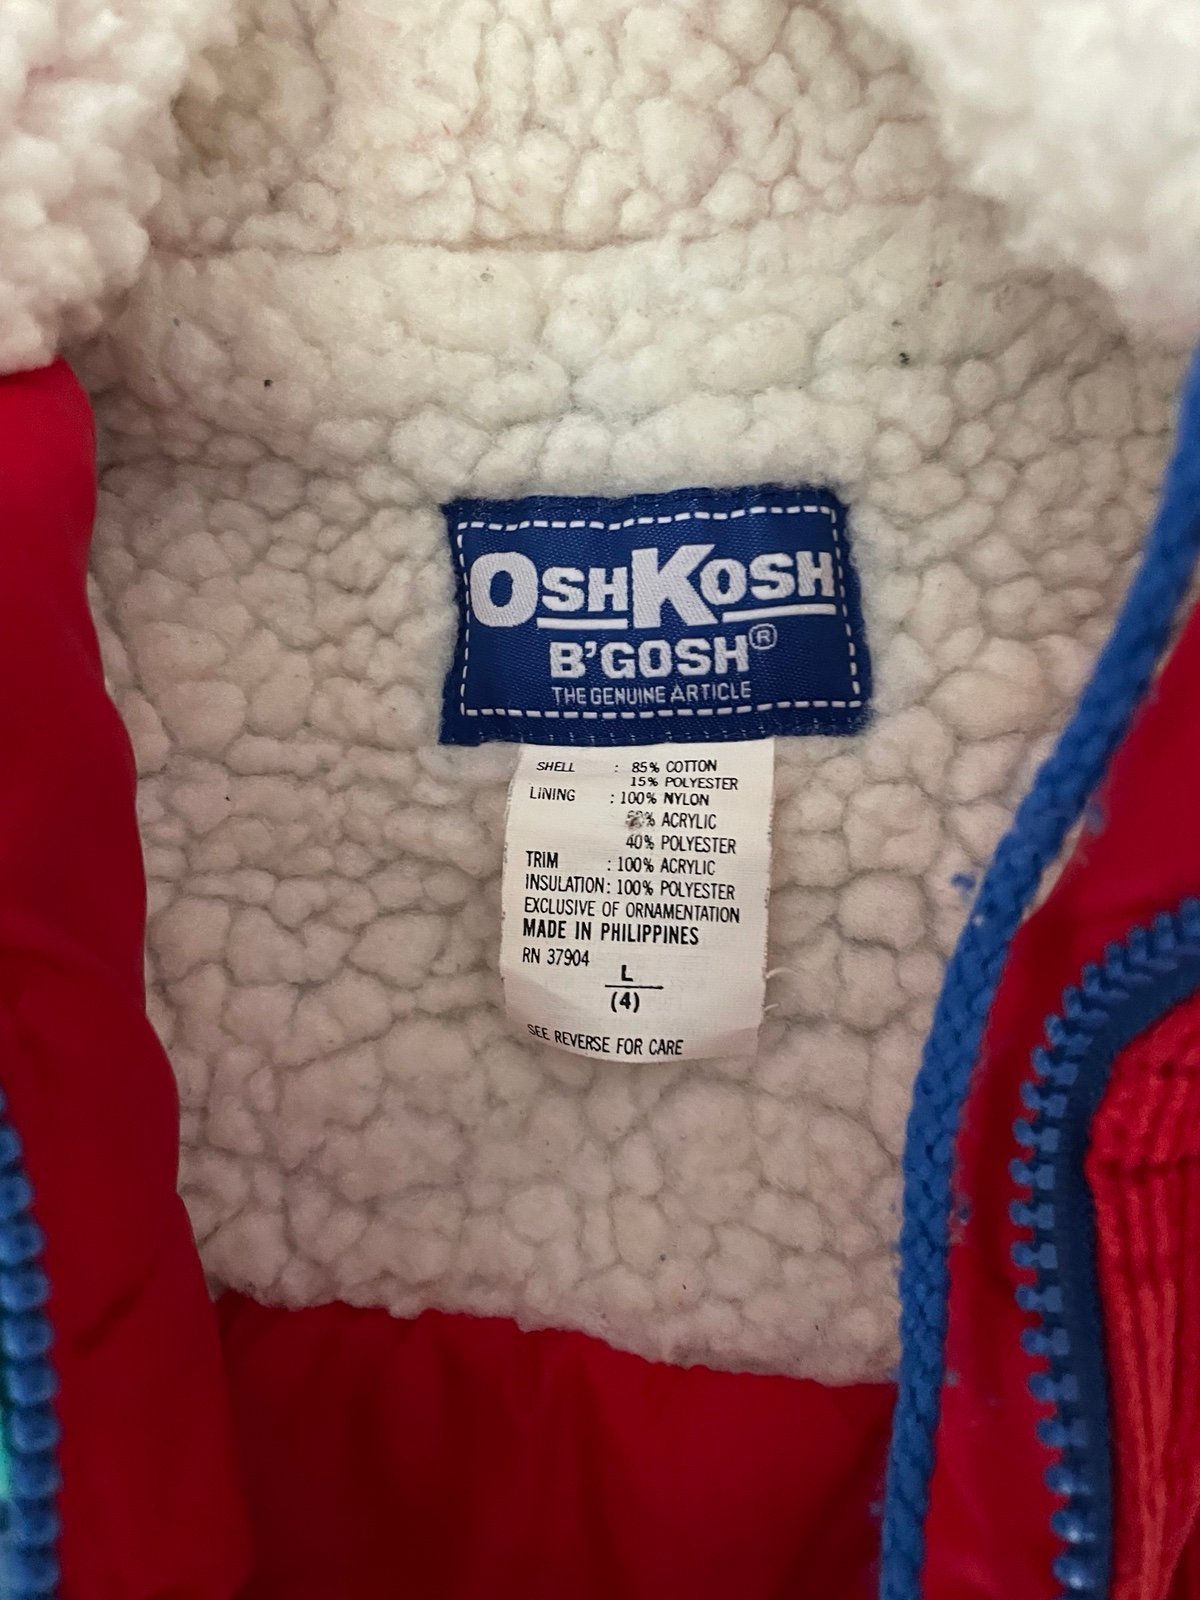 OSHKOSH
B'GOSH®
THE GENUINE ARTICLE
SHELL : 85% COTTON
15% POLYESTER
LINING : 100% NYLON
ACRYLIC
40% POLYESTER
TRIM : 100% ACRYLIC
INSULATION: 100% POLYESTER
EXCLUSIVE OF ORNAMENTATION
MADE IN PHILIPPINES
RN 37904
L
(4)
SEE REVERSE FOR CARE